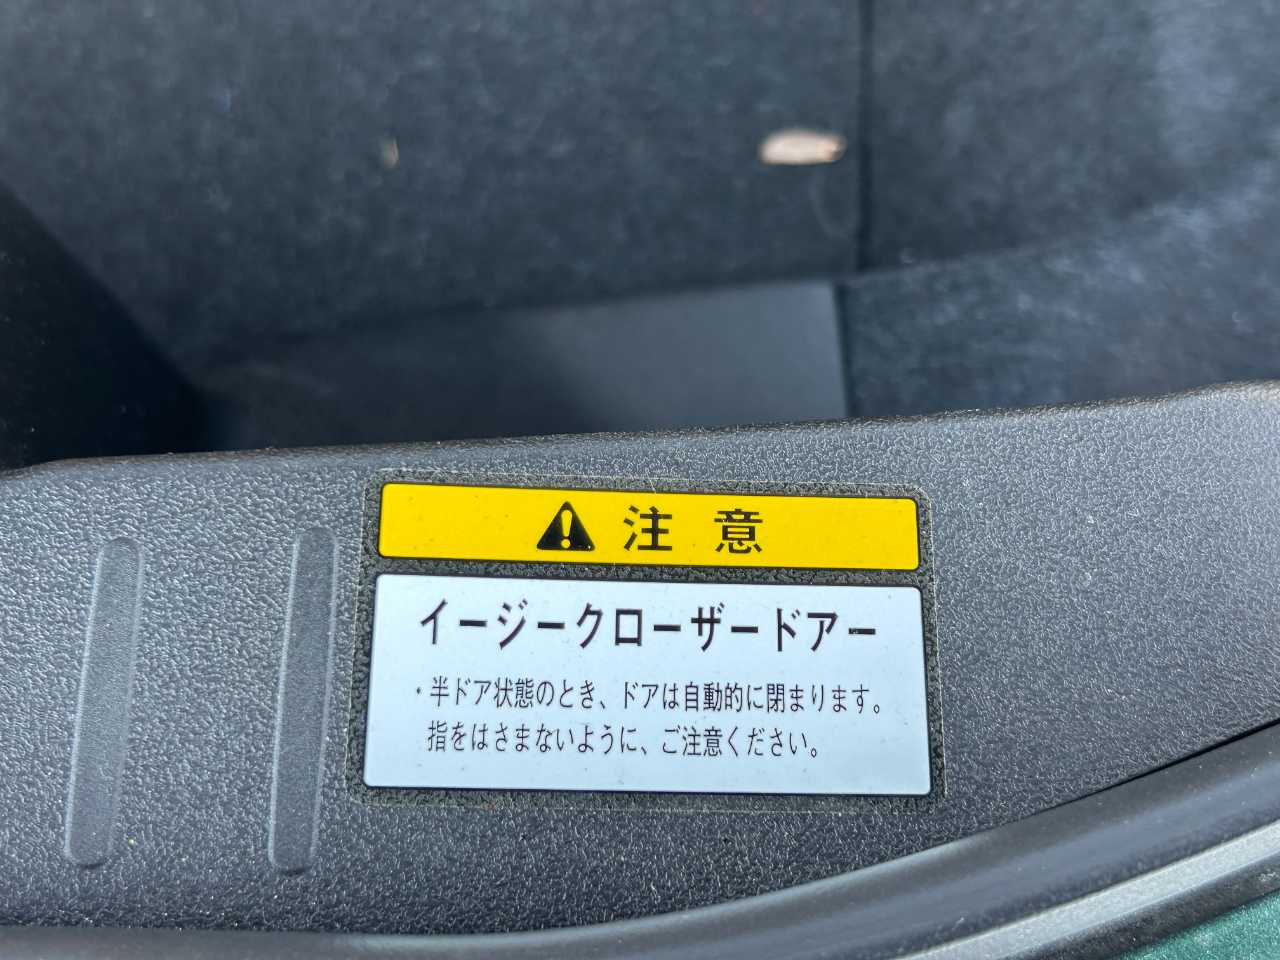 注 意
イージークローザードアー
・半ドア状態のとき、ドアは自動的に閉まります。
指をはさまないように、ご注意ください。